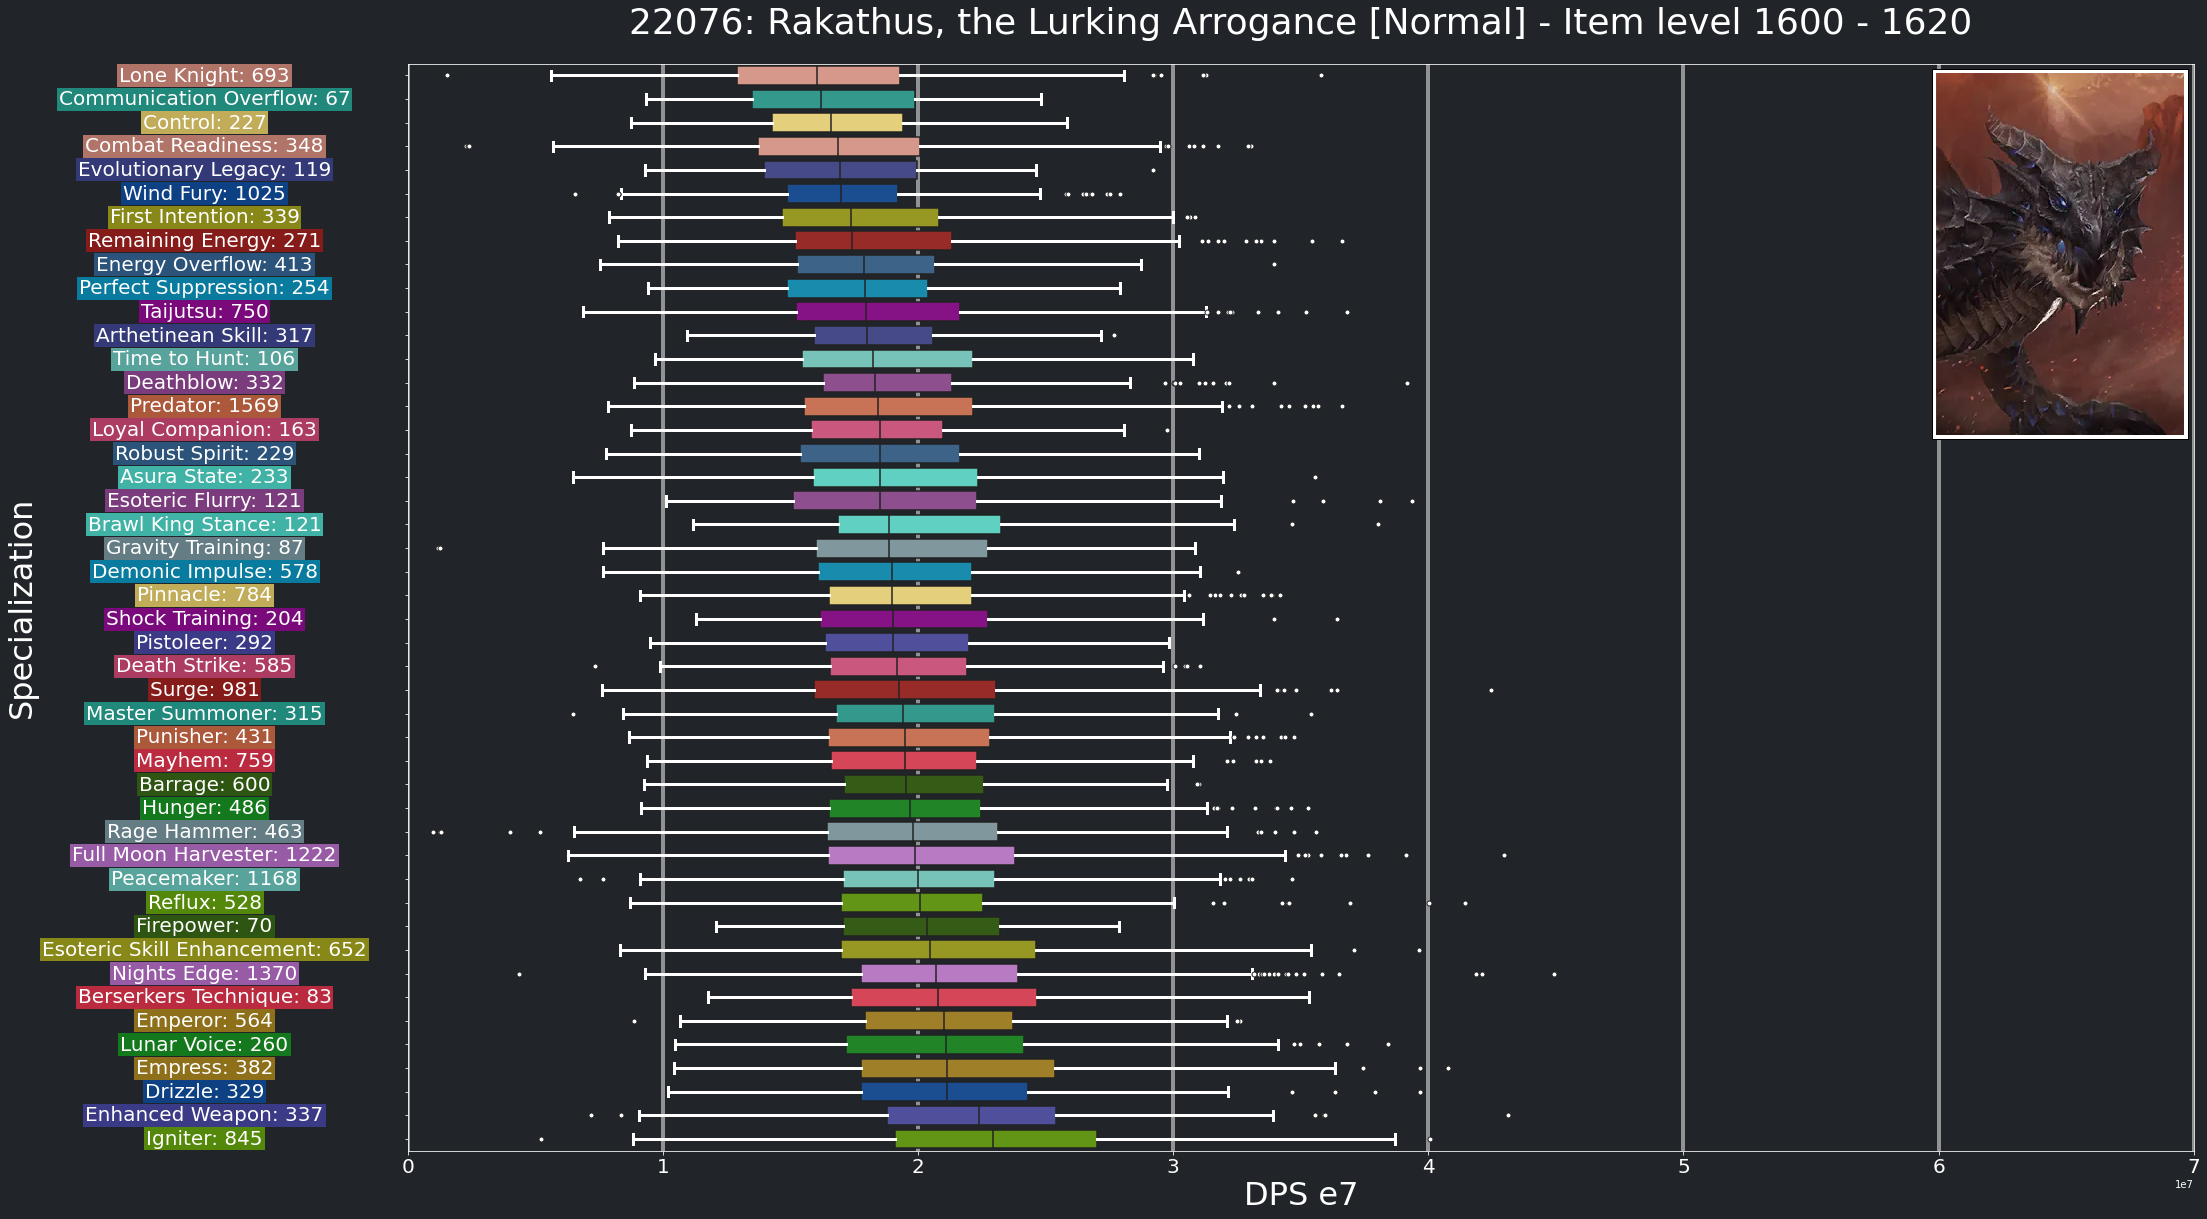 22076: Rakathus, the Lurking Arrogance [Normal] - Item level 1600 - 1620
Specialization
Lone Knight: 693
Communication Overflow: 67
Control: 227
Combat Readiness: 348
Evolutionary Legacy: 119
Wind Fury: 1025
First Intention: 339
Remaining Energy: 271
Energy Overflow: 413
Perfect Suppression: 254
Taijutsu: 750
Arthetinean Skill: 317
Time to Hunt: 106
Deathblow: 332
Predator: 1569
Loyal Companion: 163
Robust Spirit: 229
Asura State: 233
Esoteric Flurry: 121
Brawl King Stance: 121
Gravity Training: 87
Demonic Impulse: 578
Pinnacle: 784
Shock Training: 204
Pistoleer: 292
Death Strike: 585
Surge: 981
Master Summoner: 315
Punisher: 431
Mayhem: 759
Barrage: 600
Hunger: 486
Rage Hammer: 463
Full Moon Harvester: 1222
Peacemaker: 1168
Reflux: 528
Firepower: 70
Esoteric Skill Enhancement: 652
Nights Edge: 1370
Berserkers Technique: 83
Emperor: 564
Lunar Voice: 260
Empress: 382
Drizzle: 329
Enhanced Weapon: 337
Igniter: 845
0 1 2 3 4 5 6 7
1e7
DPS e7